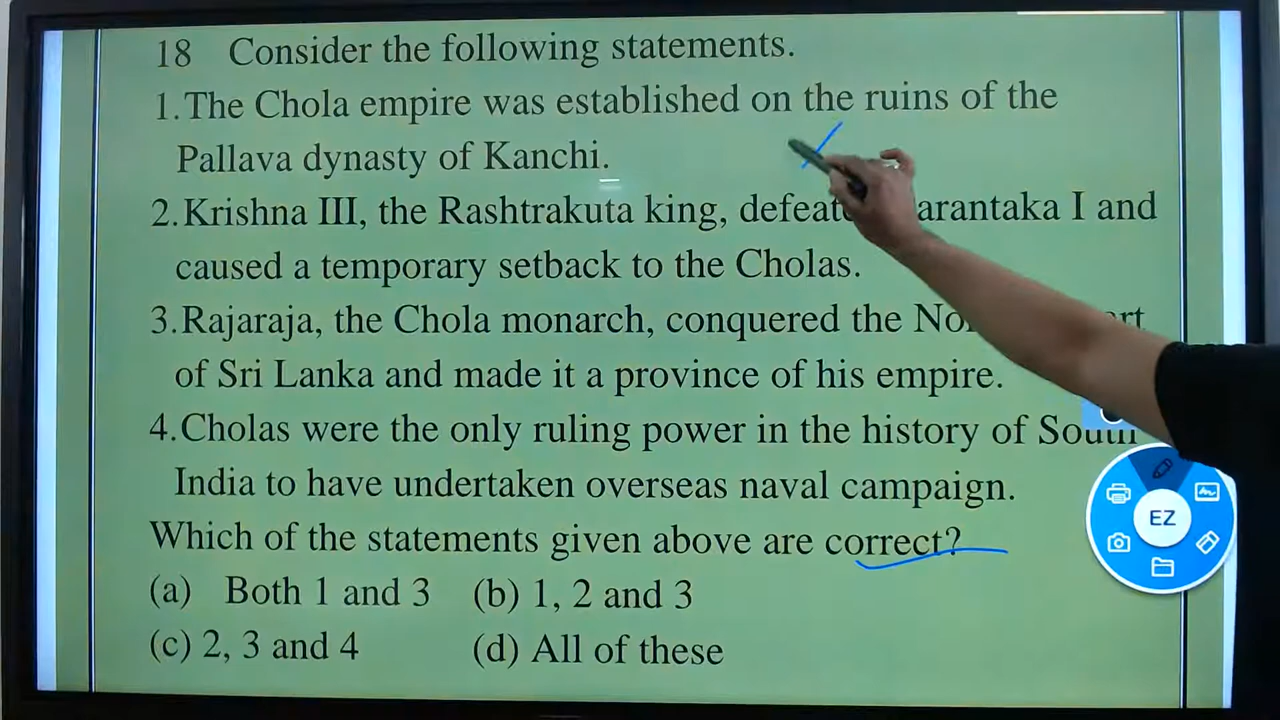 18 Consider the following statements.
1. The Chola empire was established on the ruins of the
Pallava dynasty of Kanchi.
2. Krishna III, the Rashtrakuta king, and
caused a temporary setback to the Cholas.
3. Rajaraja, the Chola monarch, conquered the
of Sri Lanka and made it a province of his empire.
4. Cholas were the only ruling power in the history of South
India to have undertaken overseas naval campaign.
Which of the statements given above are correct?
(a) Both 1 and 3 (b) 1, 2 and 3
(c) 2, 3 and 4 (d) All of these
EZ